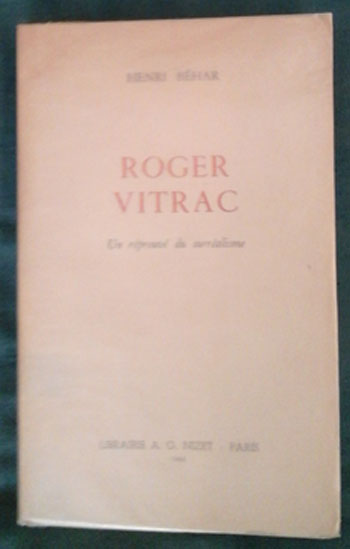 HENRI BÉHAR
ROGER
VITRAC
Un réprouvé du surréalisme
LIBRAIRIE A. G. NIZET - PARIS